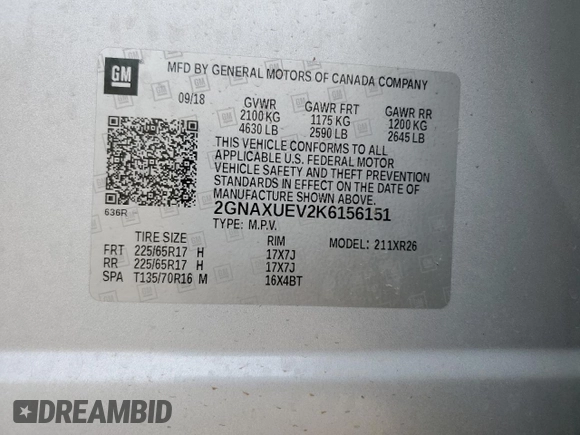 GM
MFD BY GENERAL MOTORS OF CANADA COMPANY
09/18 GVWR GAWR FRT GAWR RR
2100 KG 1175 KG 1200 KG
4630 LB 2590 LB 2645 LB
THIS VEHICLE CONFORMS TO ALL
APPLICABLE U.S. FEDERAL MOTOR
VEHICLE SAFETY AND THEFT PREVENTION
STANDARDS IN EFFECT ON THE DATE OF
MANUFACTURE SHOWN ABOVE.
636R 2GNAXUEV2K6156151
TYPE: M.P.V.
TIRE SIZE RIM MODEL: 211XR26
FRT 225/65R17 H 17X7J
RR 225/65R17 H 17X7J
SPA T135/70R16 M 16X4BT
DREAMBID